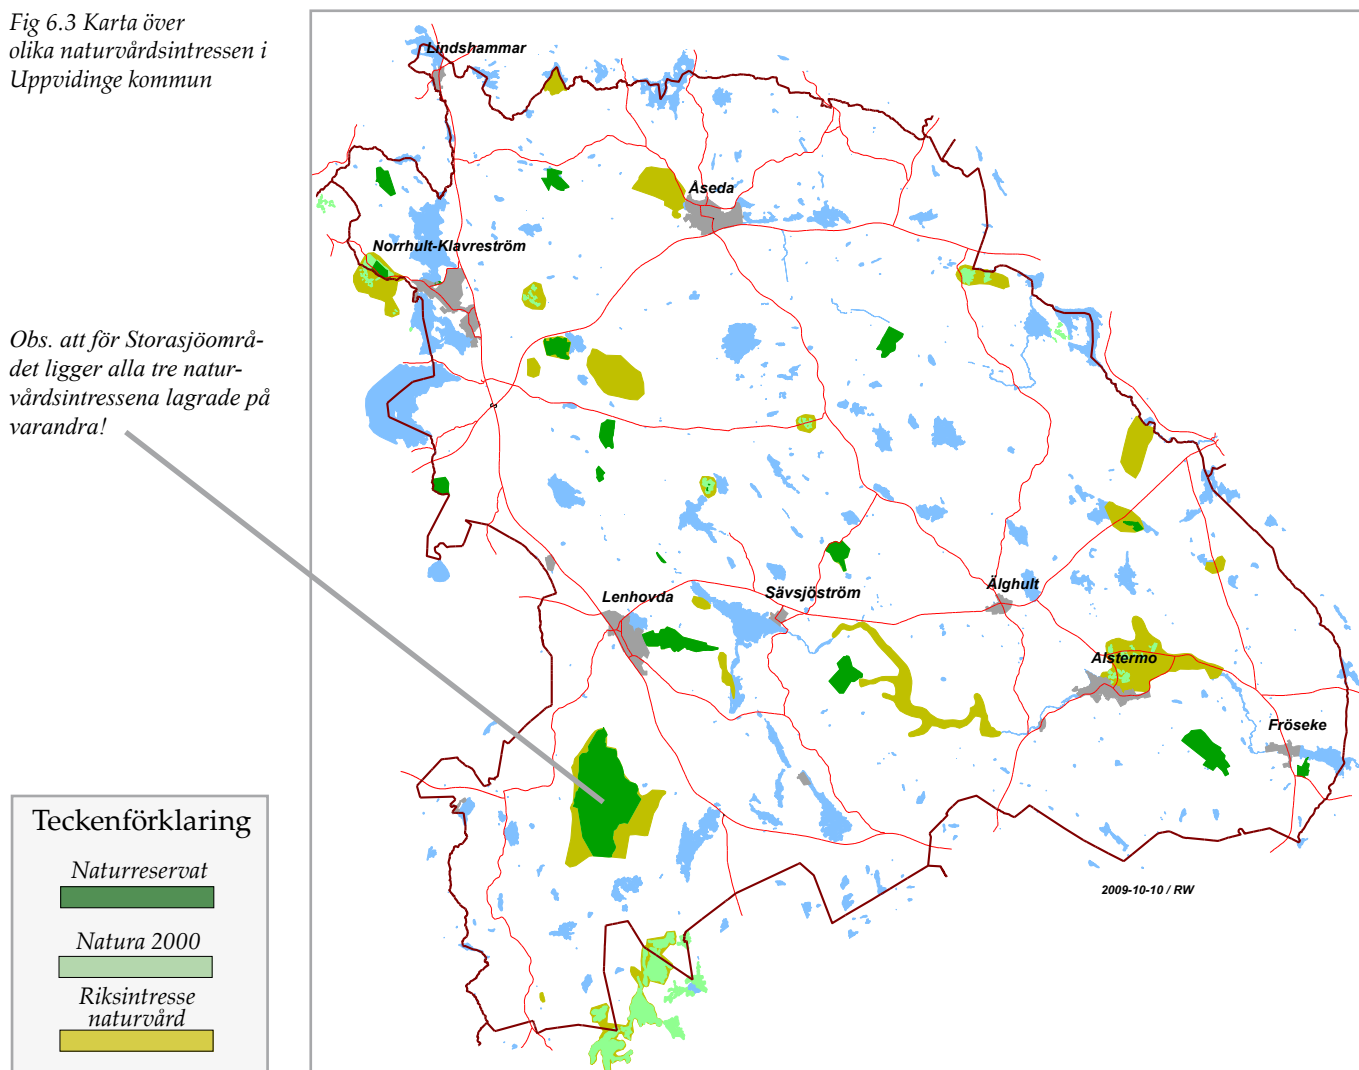 Fig 6.3 Karta över
olika naturvårdsintressen i
Uppvidinge kommun
Obs. att för Storasjöområ-
det ligger alla tre natur-
vårdsintressena lagrade på
varandra!
Lindshammar
Åseda
Norrhult-Klavreström
Lenhovda
Sävsjöström
Älghult
Alstermo
Fröseke
2009-10-10 / RW
Teckenförklaring
Naturreservat
Natura 2000
Riksintresse
naturvård